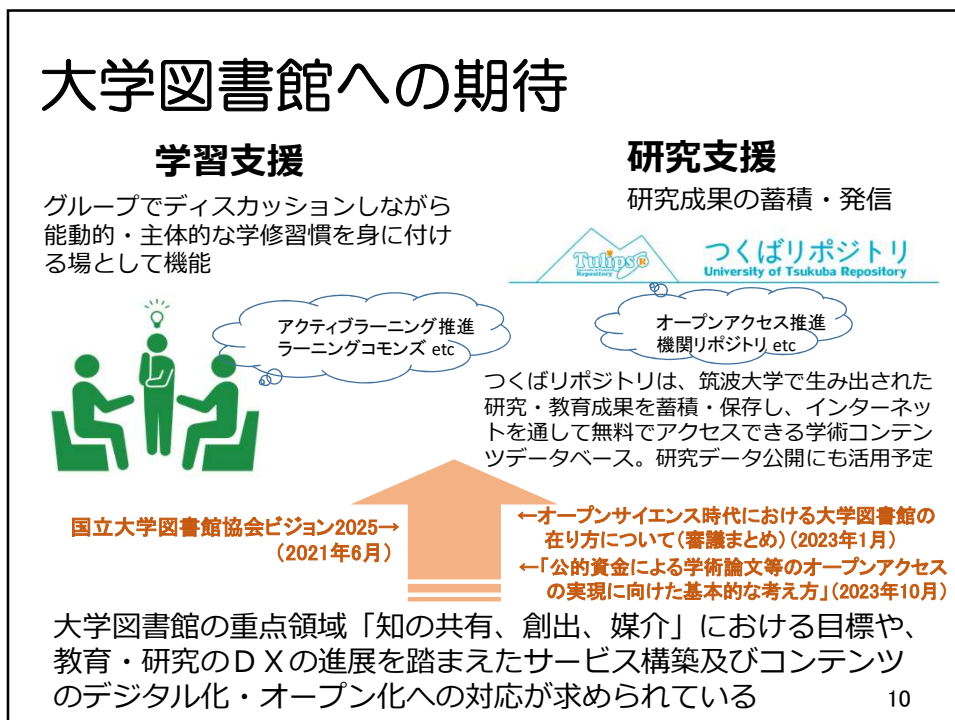 大学図書館への期待
学習支援
グループでディスカッションしながら
能動的・主体的な学修習慣を身に付け
る場として機能
アクティブラーニング推進
ラーニングコモンズ etc
研究支援
研究成果の蓄積・発信
Tulips R
University of Tsukuba
Repository
つくばリポジトリ
University of Tsukuba Repository
オープンアクセス推進
機関リポジトリ etc
つくばリポジトリは、筑波大学で生み出された
研究・教育成果を蓄積・保存し、インターネッ
トを通して無料でアクセスできる学術コンテン
ツデータベース。研究データ公開にも活用予定
国立大学図書館協会ビジョン2025→
(2021年6月)
←オープンサイエンス時代における大学図書館の
在り方について(審議まとめ)(2023年1月)
←「公的資金による学術論文等のオープンアクセス
の実現に向けた基本的な考え方」(2023年10月)
大学図書館の重点領域「知の共有、創出、媒介」における目標や、
教育・研究のＤＸの進展を踏まえたサービス構築及びコンテンツ
のデジタル化・オープン化への対応が求められている
10